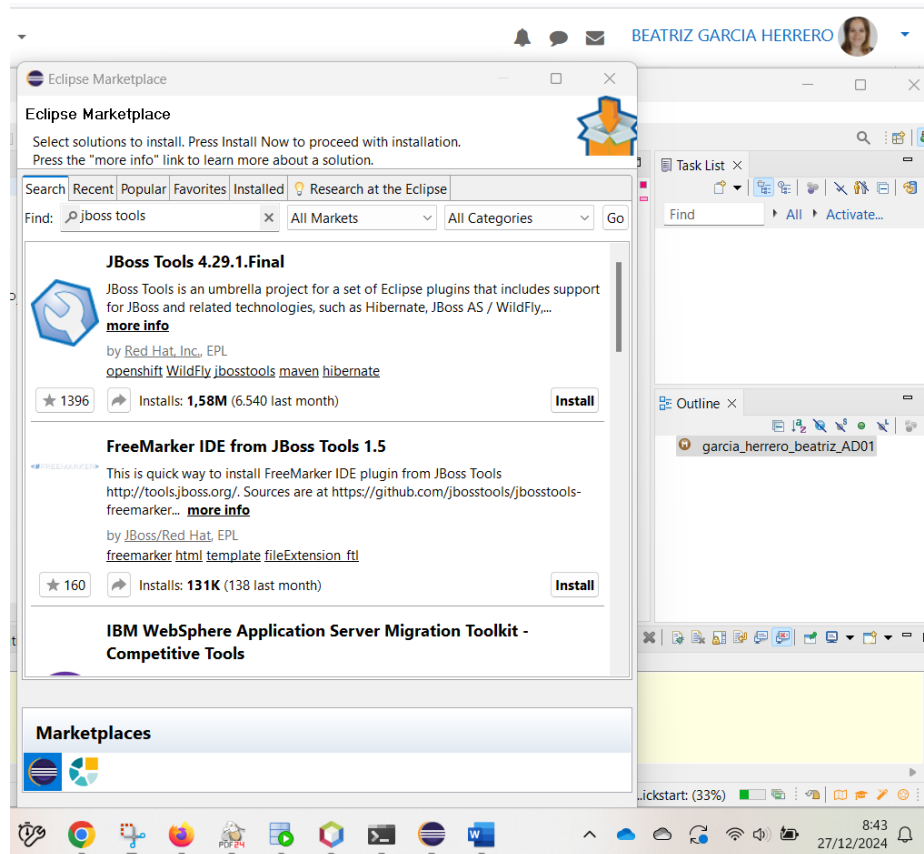 BEATRIZ GARCIA HERRERO
Eclipse Marketplace
Eclipse Marketplace
Select solutions to install. Press Install Now to proceed with installation.
Press the "more info" link to learn more about a solution.
Search Recent Popular Favorites Installed Research at the Eclipse
Find: jboss tools All Markets All Categories Go
JBoss Tools 4.29.1.Final
JBoss Tools is an umbrella project for a set of Eclipse plugins that includes support
for JBoss and related technologies, such as Hibernate, JBoss AS / WildFly,...
more info
by Red Hat, Inc., EPL
openshift WildFly jbosstools maven hibernate
1396 Installs: 1,58M (6.540 last month) Install
FreeMarker IDE from JBoss Tools 1.5
<#FREEMARKER>
This is quick way to install FreeMarker IDE plugin from JBoss Tools
http://tools.jboss.org/. Sources are at https://github.com/jbosstools/jbosstools-
freemarker... more info
by JBoss/Red Hat, EPL
freemarker html template fileExtension_ftl
160 Installs: 131K (138 last month) Install
IBM WebSphere Application Server Migration Toolkit -
Competitive Tools
Marketplaces
Task List
Find All Activate...
Outline
garcia_herrero_beatriz_AD01
..ickstart: (33%)
PDF24
8:43
27/12/2024